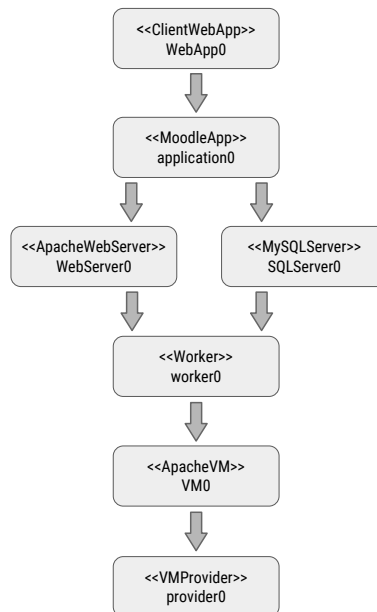 <<ClientWebApp>>
WebApp0
<<MoodleApp>>
application0
<<ApacheWebServer>>
WebServer0
<<MySQLServer>>
SQLServer0
<<Worker>>
worker0
<<ApacheVM>>
VM0
<<VMProvider>>
provider0